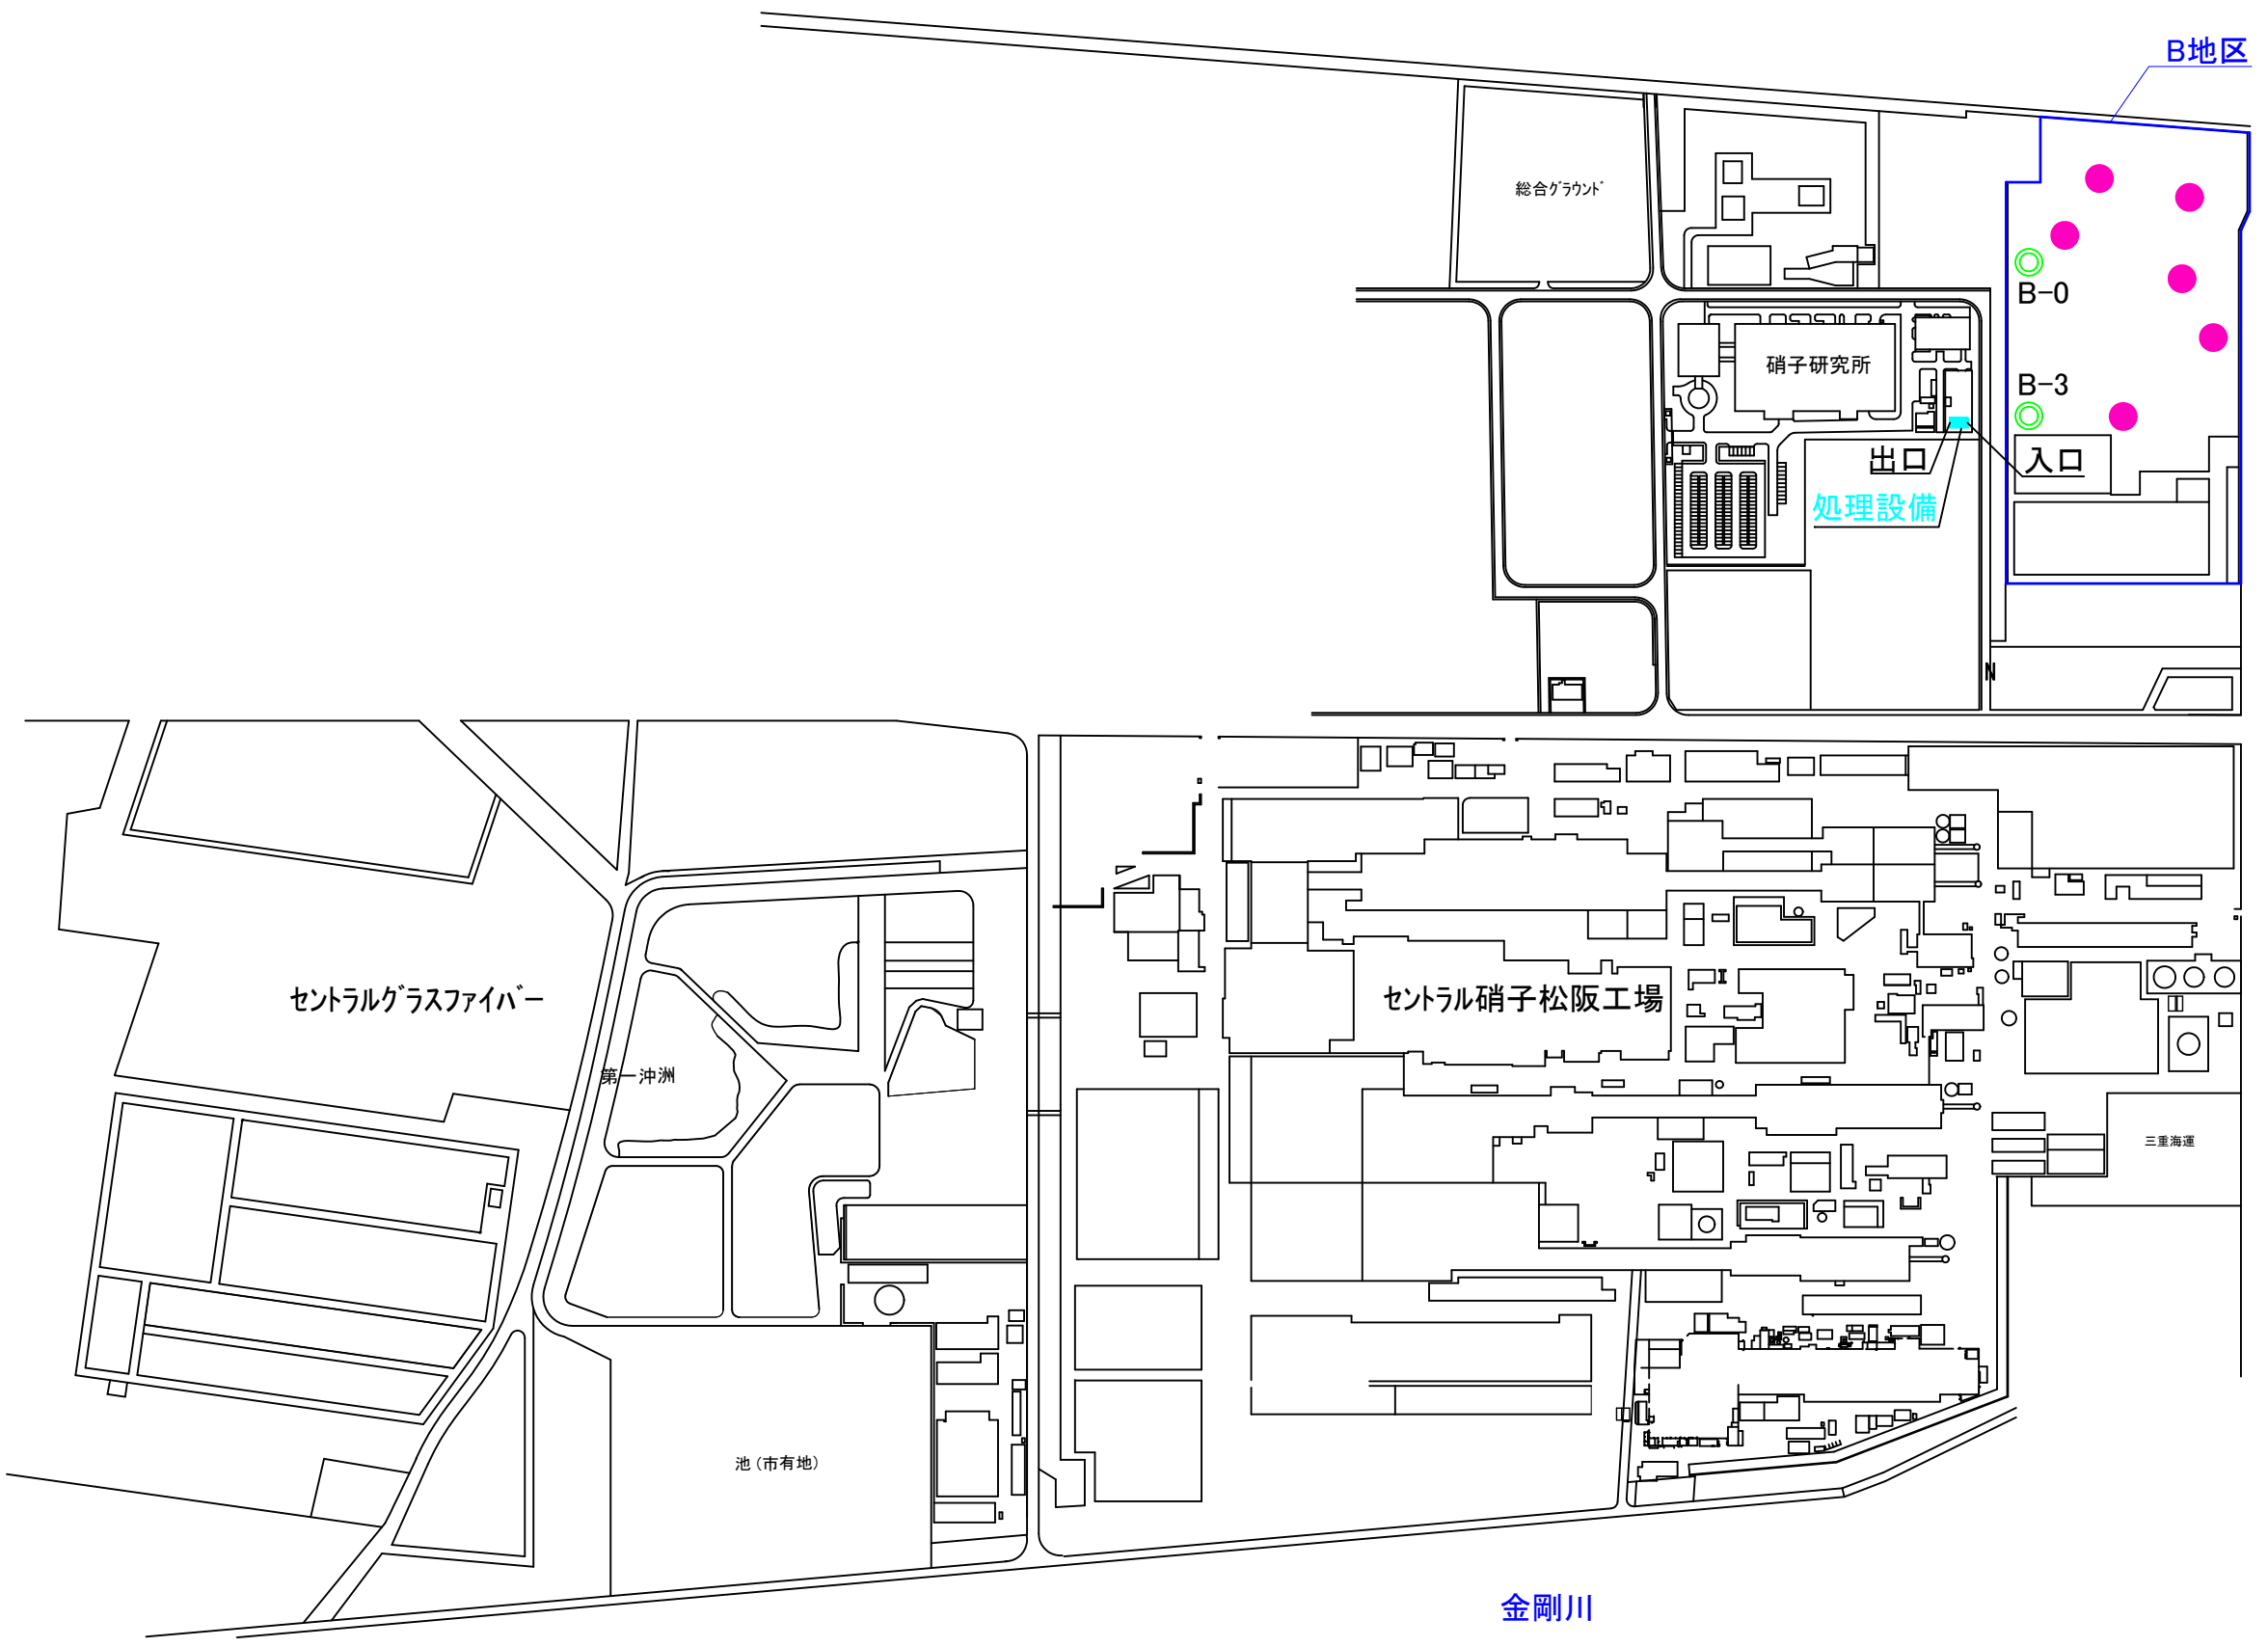 B地区
総合グラウンド
B-0
硝子研究所
B-3
出口
入口
処理設備
N
セントラルグラスファイバー
セントラル硝子松阪工場
第一沖洲
三重海運
池(市有地)
金剛川